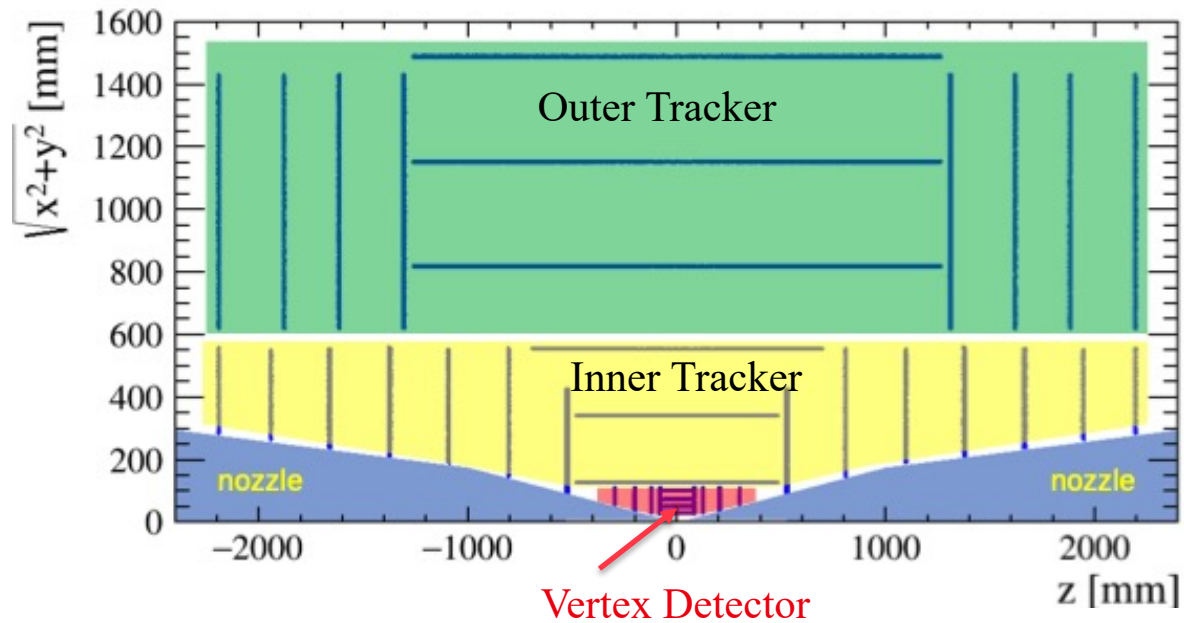 1600
1400
1200
1000
800
600
400
200
0
√x²+y² [mm]
Outer Tracker
Inner Tracker
nozzle
nozzle
−2000
−1000
0
1000
2000
z [mm]
Vertex Detector